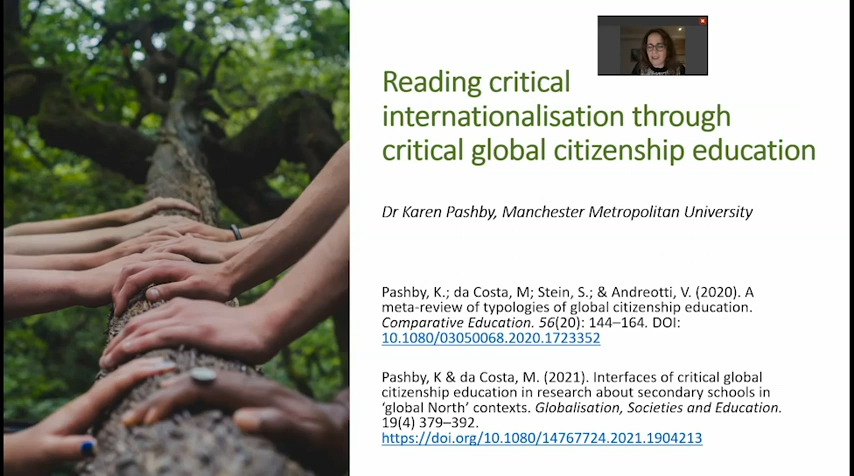 Reading critical
internationalisation through
critical global citizenship education
Dr Karen Pashby, Manchester Metropolitan University
Pashby, K.; da Costa, M; Stein, S.; & Andreotti, V. (2020). A
meta-review of typologies of global citizenship education.
Comparative Education. 56(20): 144–164. DOI:
10.1080/03050068.2020.1723352
Pashby, K & da Costa, M. (2021). Interfaces of critical global
citizenship education in research about secondary schools in
‘global North’ contexts. Globalisation, Societies and Education.
19(4) 379–392.
https://doi.org/10.1080/14767724.2021.1904213